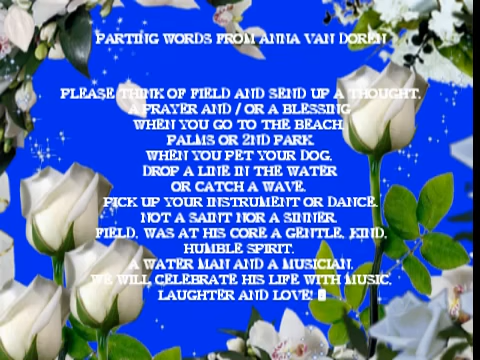 PARTING WORDS FROM ANNA VAN DOREN
PLEASE THINK OF FIELD AND SEND UP A THOUGHT,
A PRAYER AND / OR A BLESSING
WHEN YOU GO TO THE BEACH,
PALMS OR 2ND PARK.
WHEN YOU PET YOUR DOG,
DROP A LINE IN THE WATER
OR CATCH A WAVE.
PICK UP YOUR INSTRUMENT OR DANCE.
NOT A SAINT NOR A SINNER.
FIELD, WAS AT HIS CORE A GENTLE, KIND,
HUMBLE SPIRIT.
A WATER MAN AND A MUSICIAN.
WE WILL CELEBRATE HIS LIFE WITH MUSIC,
LAUGHTER AND LOVE!